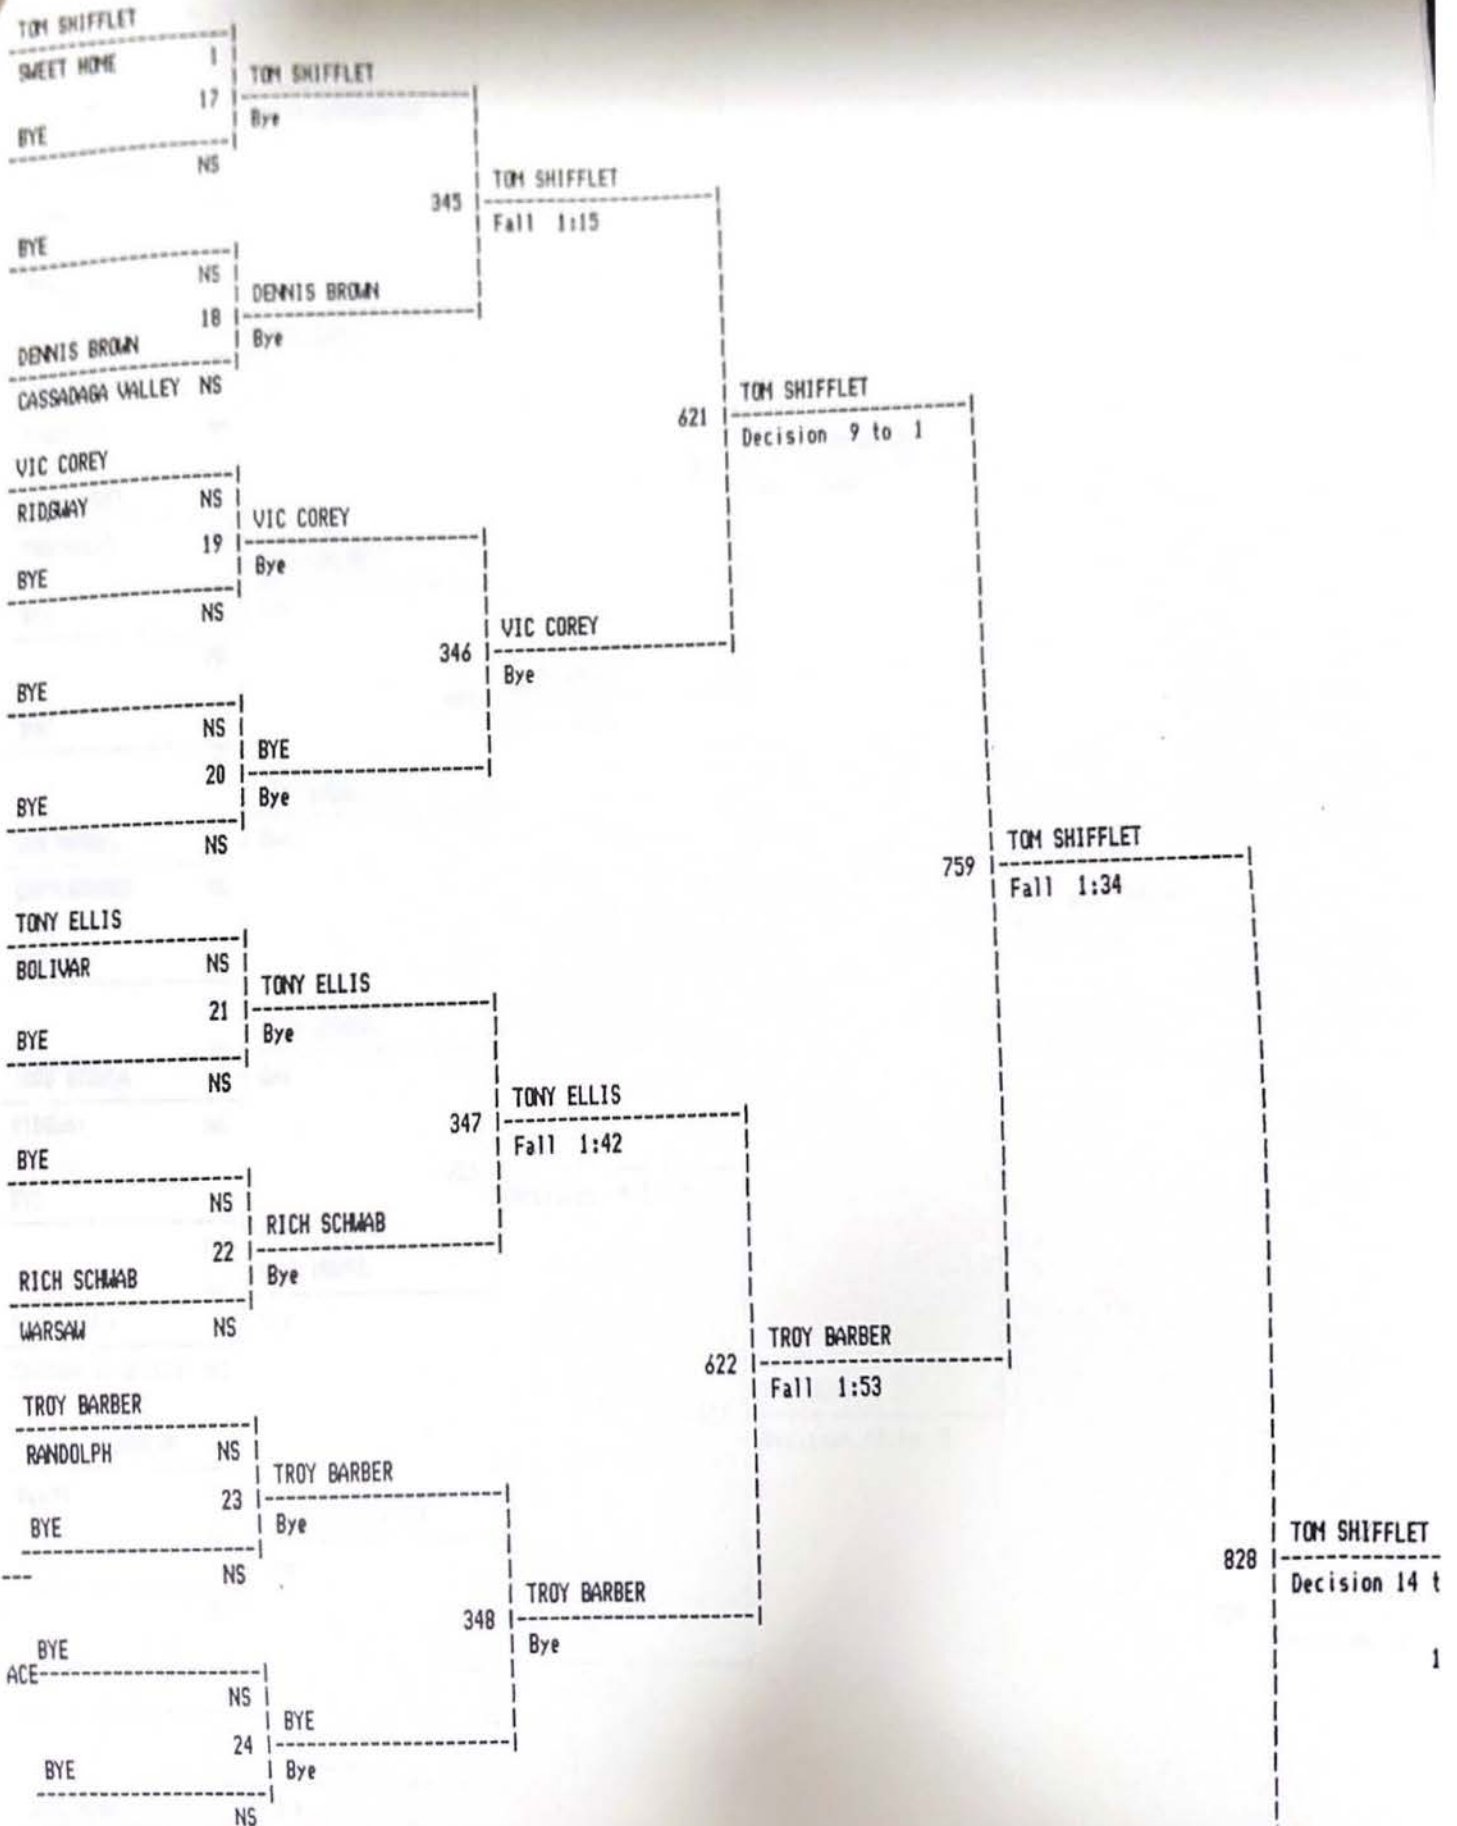 TOM SHIFFLET
SWEET HOME 1
17
BYE
NS
TOM SHIFFLET
Bye
BYE
NS
18
DENNIS BROWN
CASSADAGA VALLEY NS
DENNIS BROWN
Bye
345
TOM SHIFFLET
Fall 1:15
VIC COREY
RIDGWAY NS
19
BYE
NS
VIC COREY
Bye
BYE
NS
20
BYE
NS
BYE
Bye
346
VIC COREY
Bye
621
TOM SHIFFLET
Decision 9 to 1
TONY ELLIS
BOLIVAR NS
21
BYE
NS
TONY ELLIS
Bye
BYE
NS
22
RICH SCHWAB
WARSAW NS
RICH SCHWAB
Bye
347
TONY ELLIS
Fall 1:42
TROY BARBER
RANDOLPH NS
23
BYE
NS
TROY BARBER
Bye
BYE
ACE
NS
24
BYE
NS
BYE
Bye
348
TROY BARBER
Bye
622
TROY BARBER
Fall 1:53
759
TOM SHIFFLET
Fall 1:34
828
TOM SHIFFLET
Decision 14 t
1